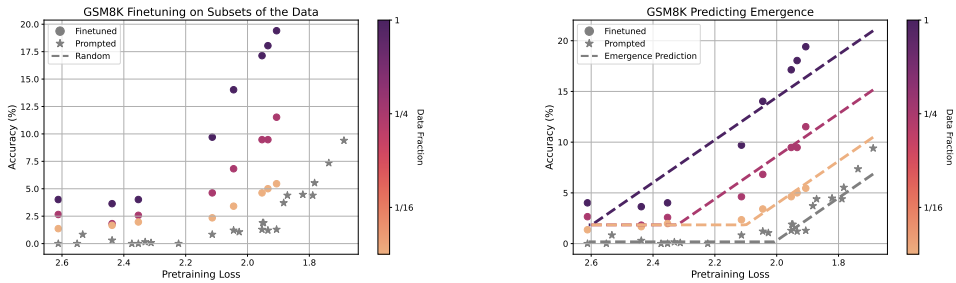 GSM8K Finetuning on Subsets of the Data
Accuracy (%)
20.0
17.5
15.0
12.5
10.0
7.5
5.0
2.5
0.0
Finetuned
Prompted
Random
2.6 2.4 2.2 2.0 1.8
Pretraining Loss
1
1/4
1/16
Data Fraction
GSM8K Predicting Emergence
Accuracy (%)
20
15
10
5
0
Finetuned
Prompted
Emergence Prediction
2.6 2.4 2.2 2.0 1.8
Pretraining Loss
1
1/4
1/16
Data Fraction